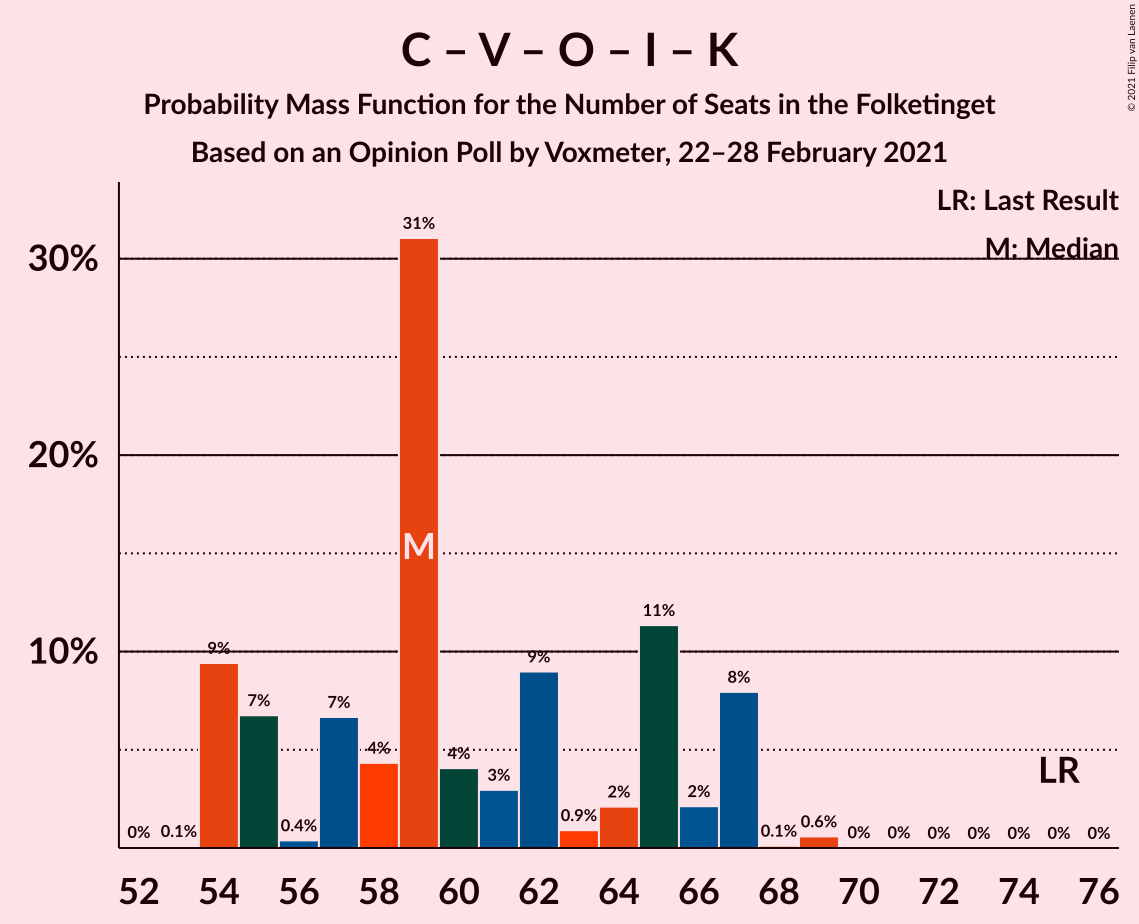 C – V – O – I – K
Probability Mass Function for the Number of Seats in the Folketinget
Based on an Opinion Poll by Voxmeter, 22–28 February 2021
© 2021 Filip van Laenen
LR: Last Result
M: Median
30%
20%
10%
0% 0.1% 9% 7% 0.4% 7% 4% 31% 4% 3% 9% 0.9% 2% 11% 2% 8% 0.1% 0.6% 0% 0% 0% 0% 0% 0% 0%
M
LR
52 54 56 58 60 62 64 66 68 70 72 74 76